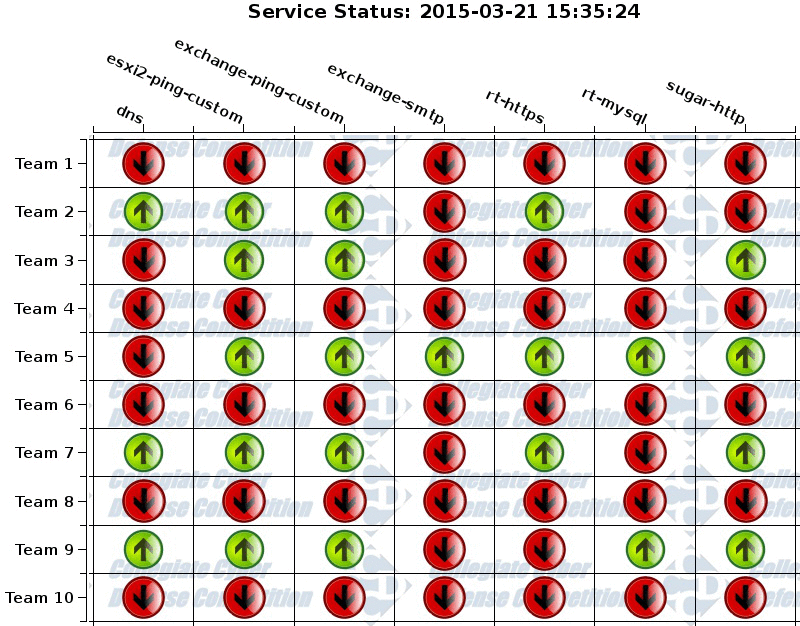 Service Status: 2015-03-21 15:35:24
dns
esxi2-ping-custom
exchange-ping-custom
exchange-smtp
rt-https
rt-mysql
sugar-http
Team 1
Team 2
Team 3
Team 4
Team 5
Team 6
Team 7
Team 8
Team 9
Team 10
Collegiate Cyber
Defense Competition